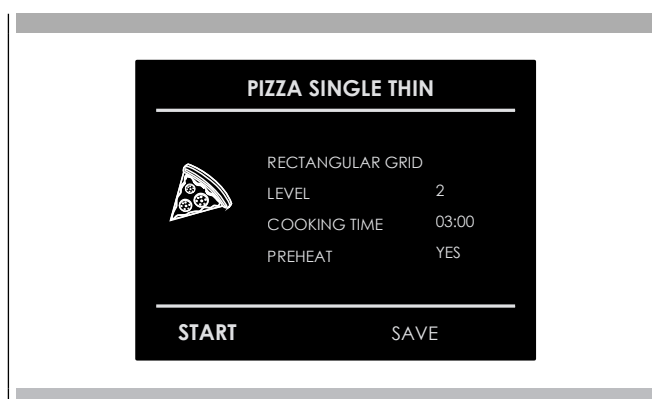 PIZZA SINGLE THIN
RECTANGULAR GRID
LEVEL 2
COOKING TIME 03:00
PREHEAT YES
START SAVE